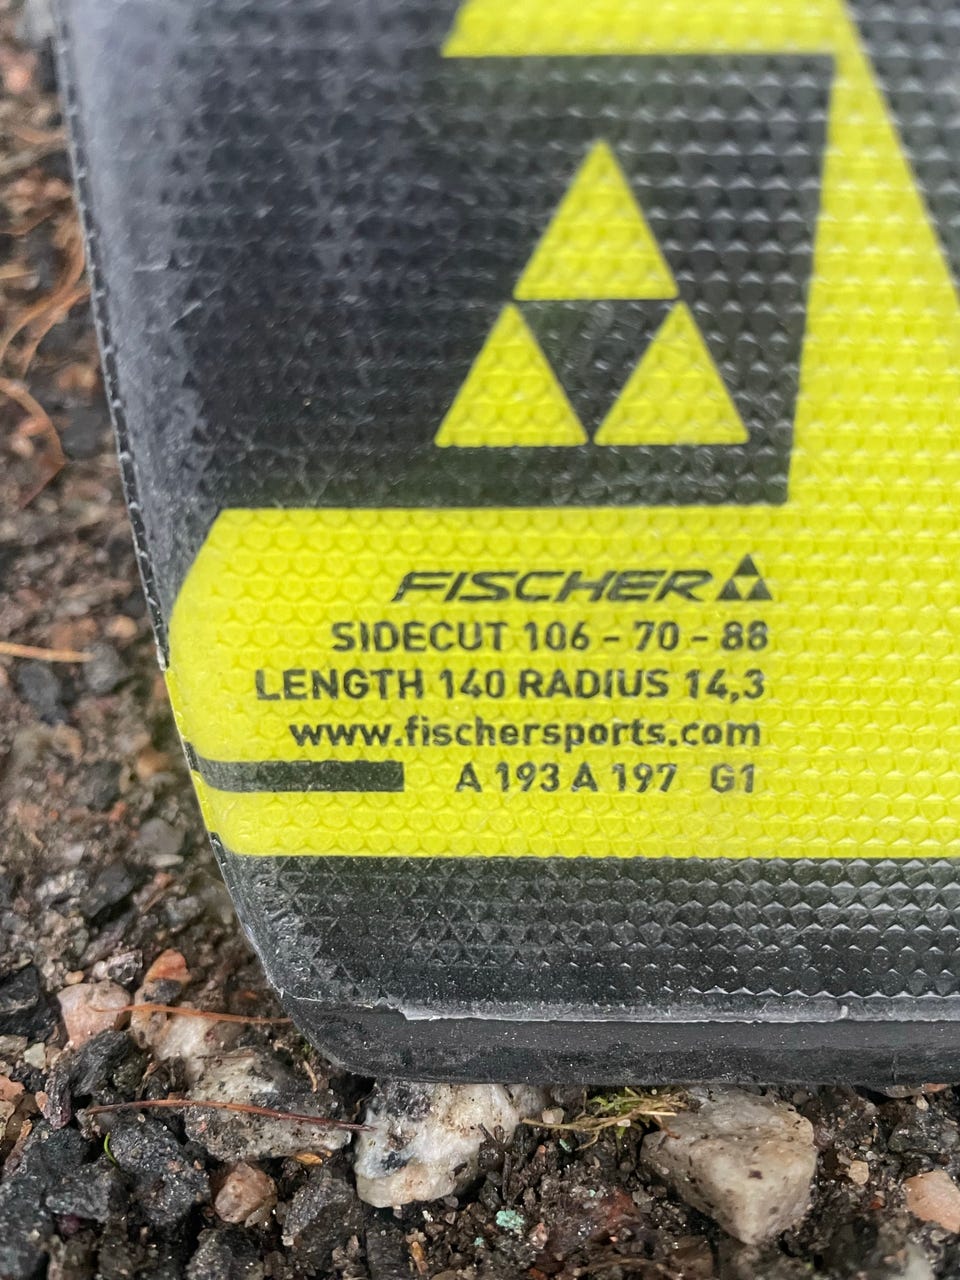 FISCHER
SIDECUT 106 - 70 - 88
LENGTH 140 RADIUS 14,3
www.fischersports.com
A 193 A 197 G1